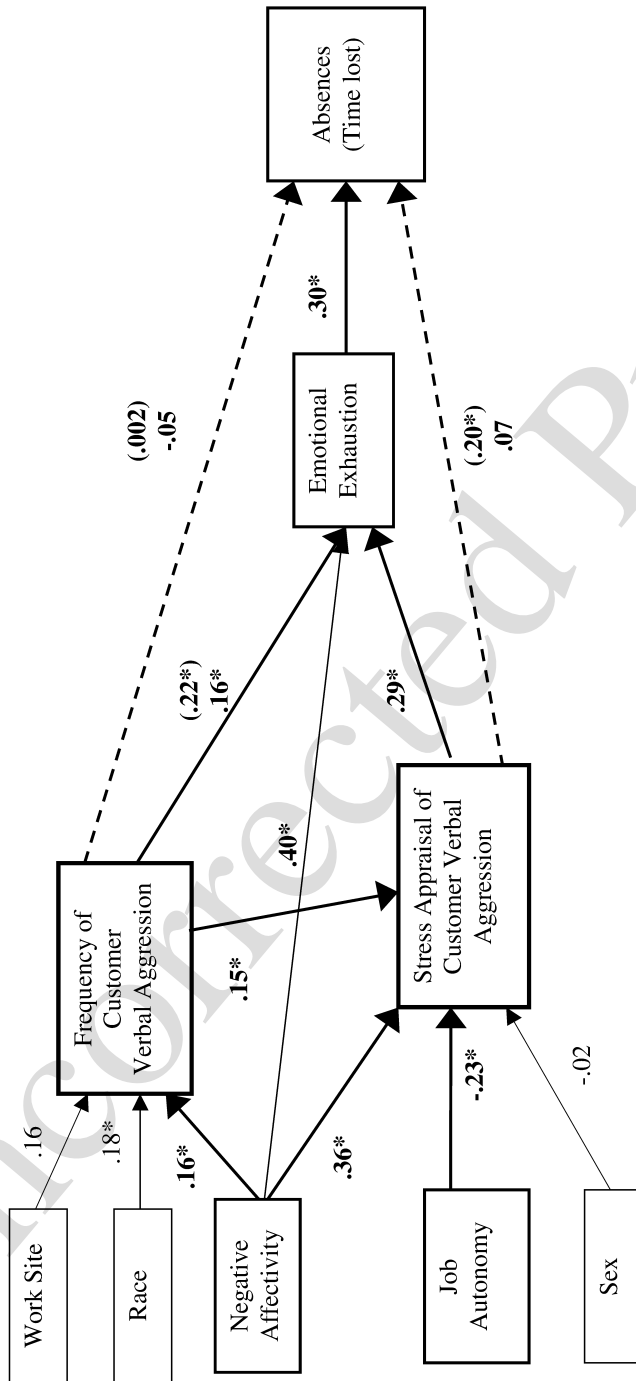 Work Site
Race
Negative
Affectivity
Job
Autonomy
Sex
.16
.18*
.16*
.36*
-.23*
-.02
Frequency of
Customer
Verbal Aggression
.15*
Stress Appraisal of
Customer Verbal
Aggression
.40*
(.22*)
.16*
.29*
Emotional
Exhaustion
(.002)
-.05
.30*
(.20*)
.07
Absences
(Time lost)
ncorrected P